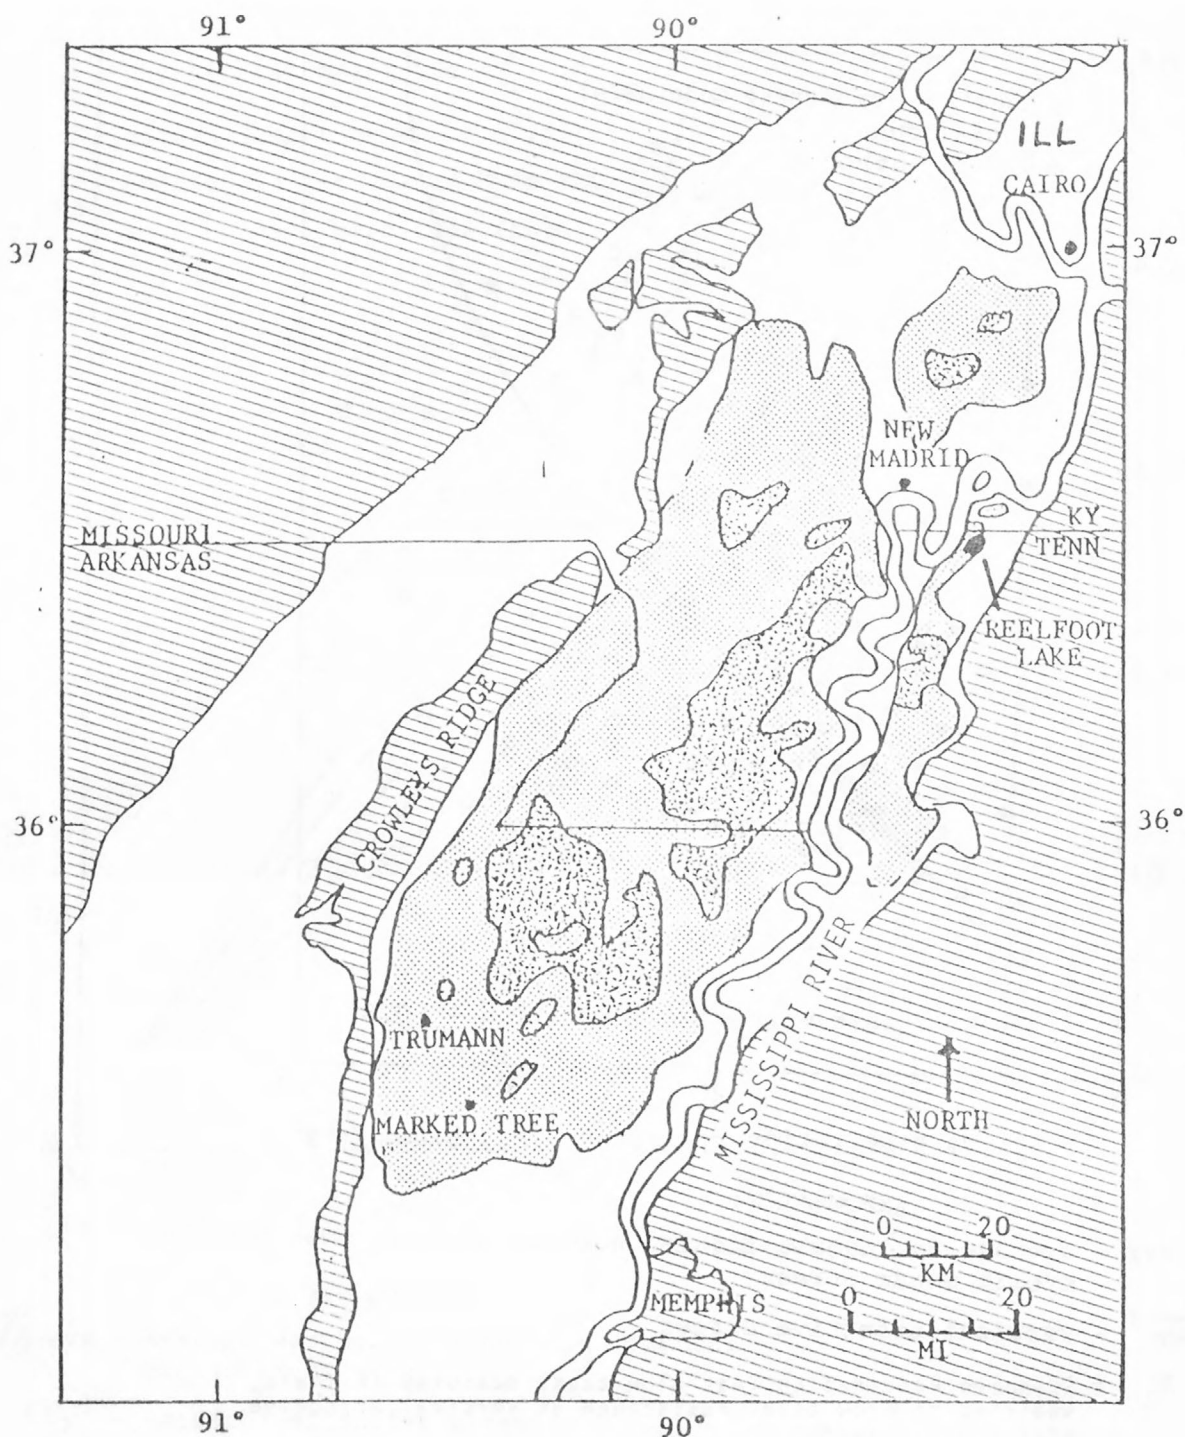 91°
90°
ILL
CAIRO
37°
37°
NEW
MADRID
MISSOURI
ARKANSAS
KY
TENN
REELFOOT
LAKE
CROWLEYS RIDGE
36°
36°
TRUMANN
MISSISSIPPI RIVER
MARKED TREE
NORTH
0 20
KM
MEMPHIS
0 20
MI
91°
90°